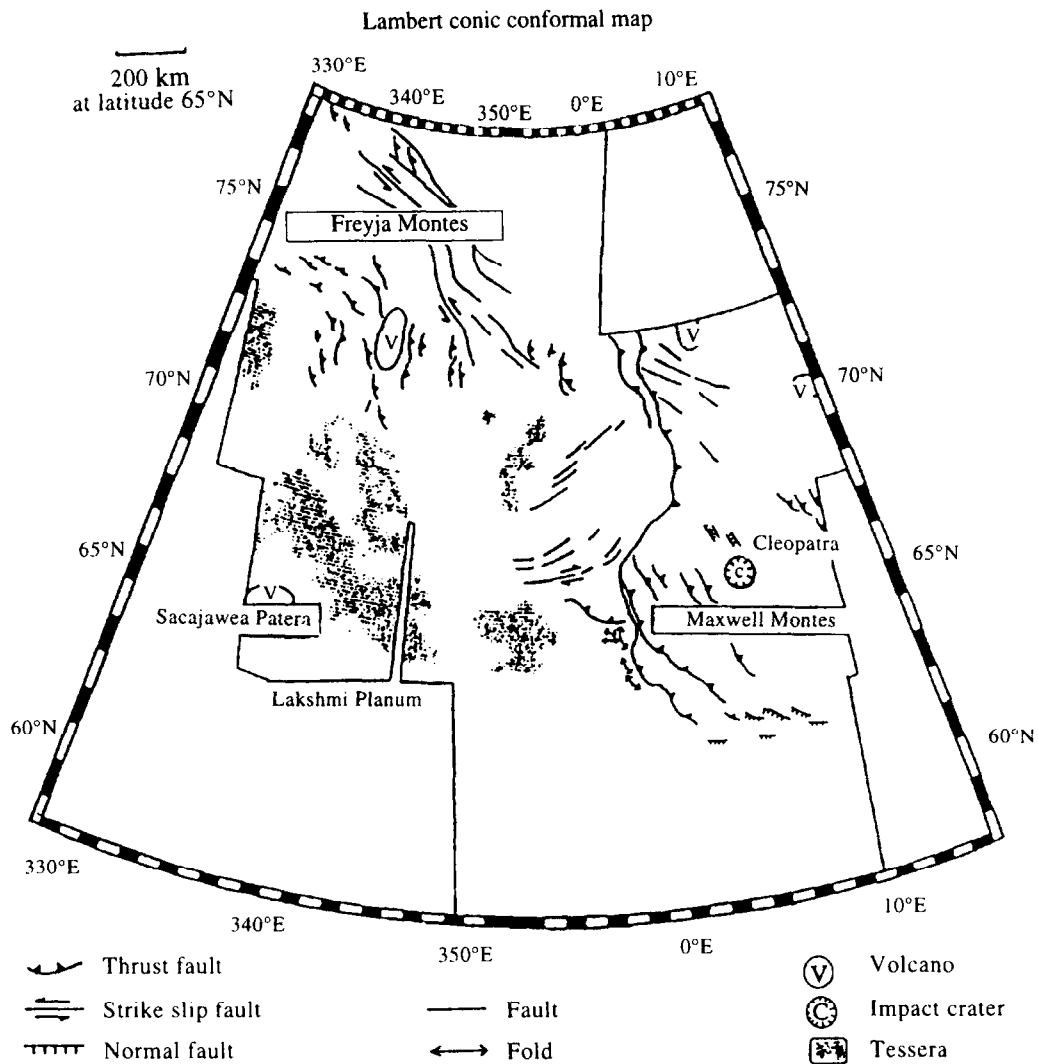 Lambert conic conformal map
200 km
at latitude 65°N
330°E
340°E
350°E
0°E
10°E
75°N
75°N
Freyja Montes
V
V
70°N
70°N
V
65°N
65°N
Cleopatra
C
V
Sacajawea Patera
Maxwell Montes
Lakshmi Planum
60°N
60°N
330°E
340°E
350°E
0°E
10°E
Thrust fault
Strike slip fault
Normal fault
Fault
Fold
V Volcano
C Impact crater
Tessera